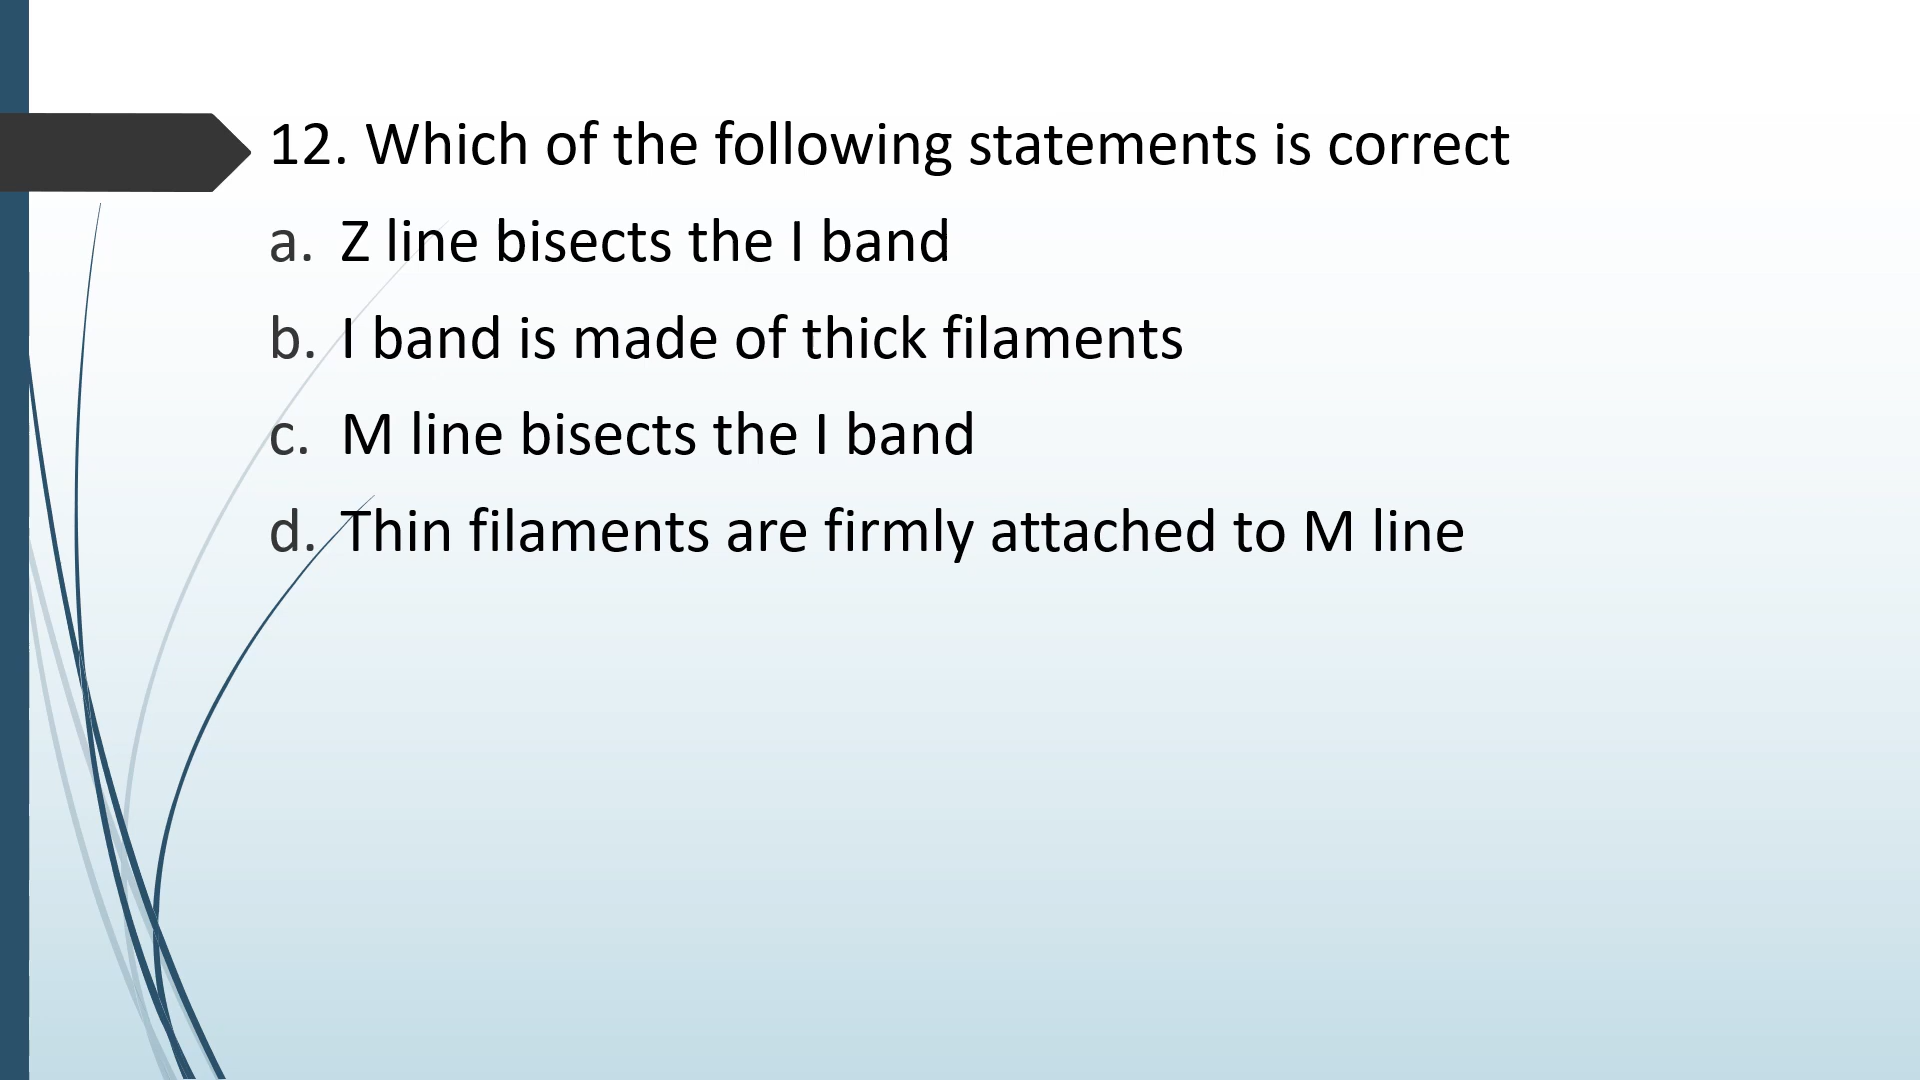 12. Which of the following statements is correct
a. Z line bisects the I band
b. I band is made of thick filaments
c. M line bisects the I band
d. Thin filaments are firmly attached to M line